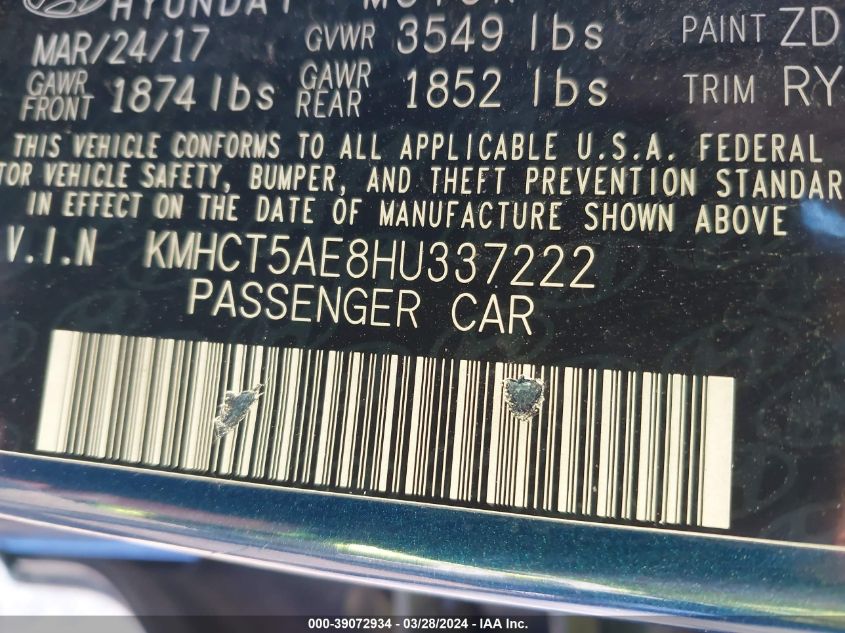 HYUNDAI MOTOR
MAR/24/17 GVWR 3549 lbs PAINT ZD
GAWR FRONT 1874 lbs GAWR REAR 1852 lbs TRIM RY
THIS VEHICLE CONFORMS TO ALL APPLICABLE U.S.A. FEDERAL
TOR VEHICLE SAFETY, BUMPER, AND THEFT PREVENTION STANDAR
IN EFFECT ON THE DATE OF MANUFACTURE SHOWN ABOVE
V.I.N KMHCT5AE8HU337222
PASSENGER CAR
000-39072934 - 03/28/2024 - IAA, Inc.